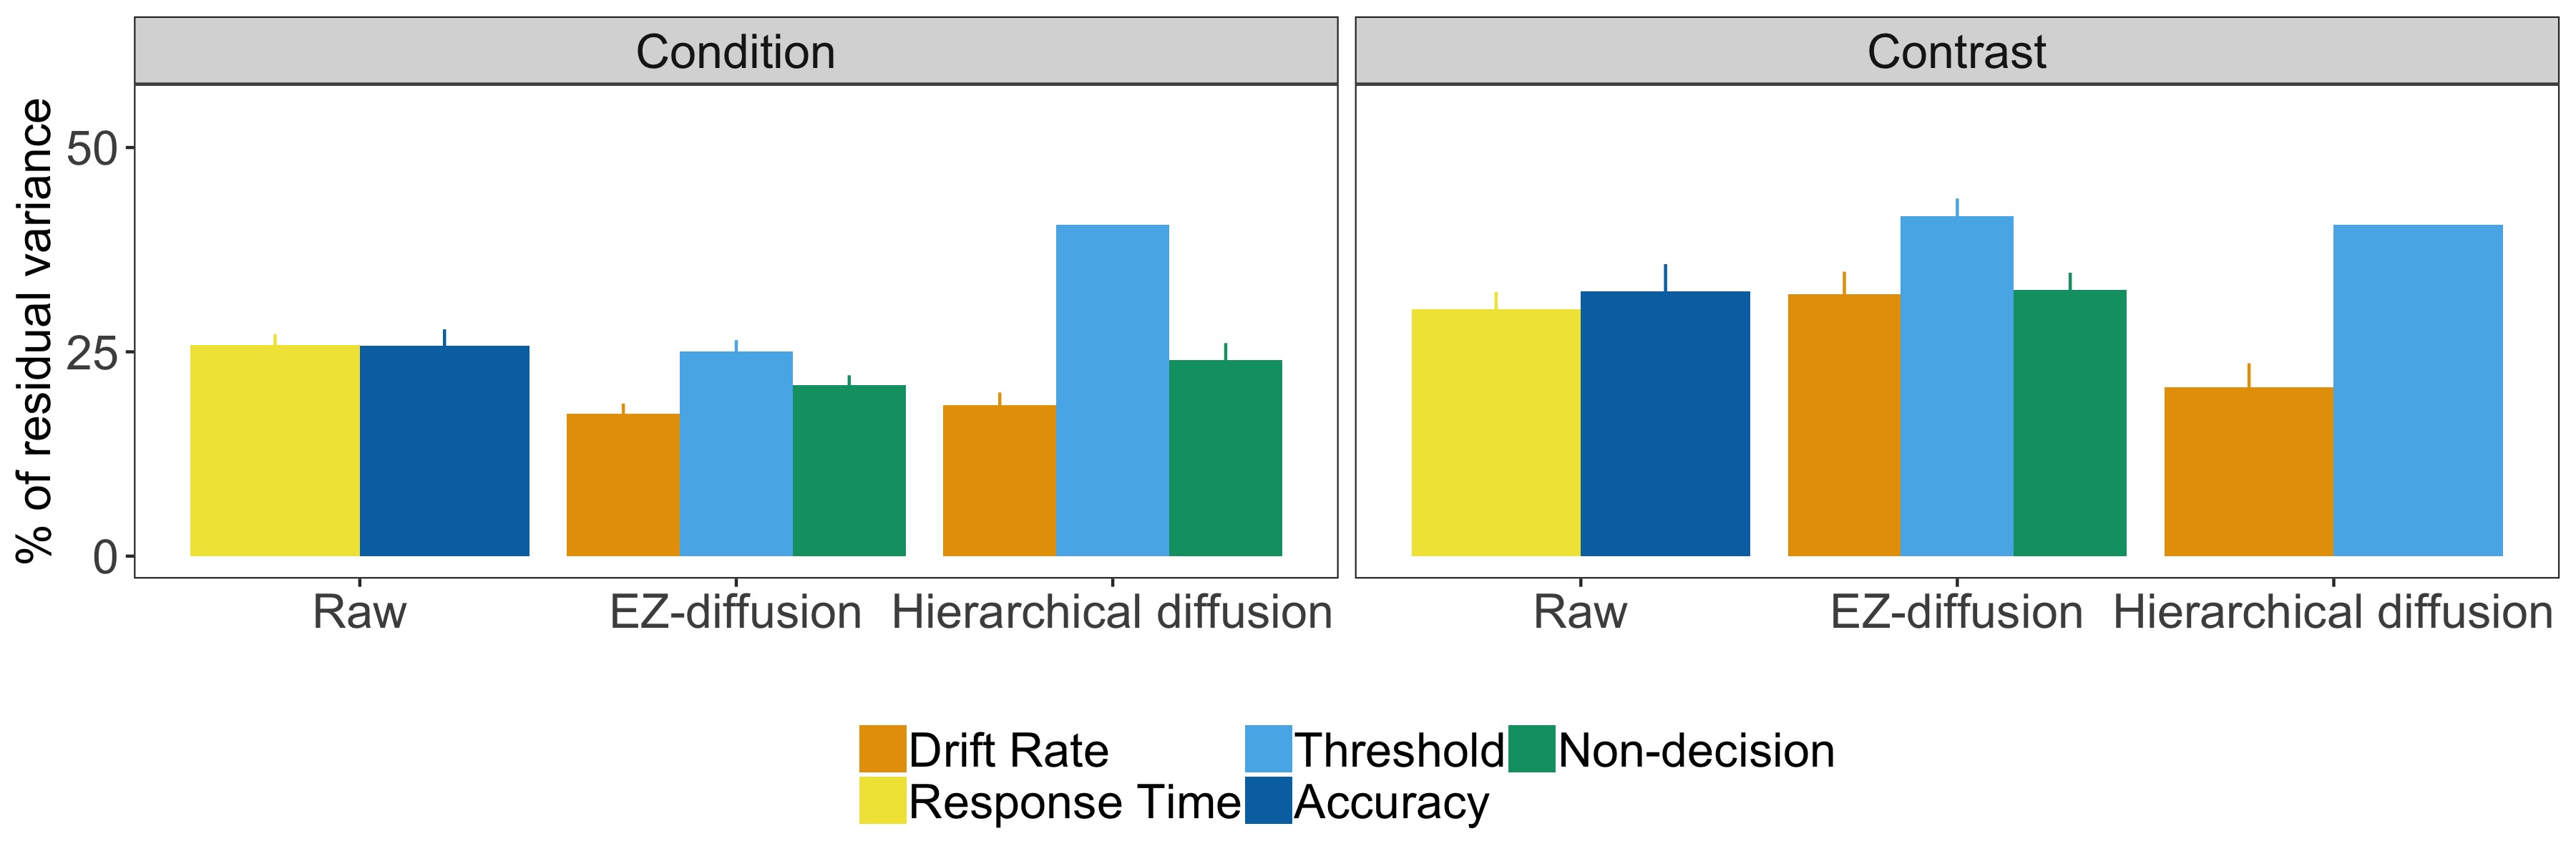 Condition
Contrast
% of residual variance
50
25
0
Raw
EZ-diffusion
Hierarchical diffusion
Raw
EZ-diffusion
Hierarchical diffusion
Drift Rate
Threshold
Non-decision
Response Time
Accuracy